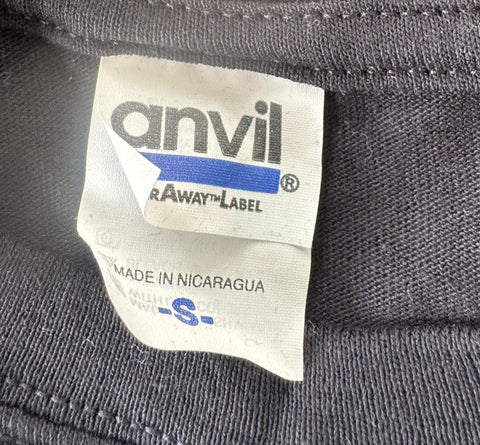 anvil
®
rAway™Label
MADE IN NICARAGUA
-S-